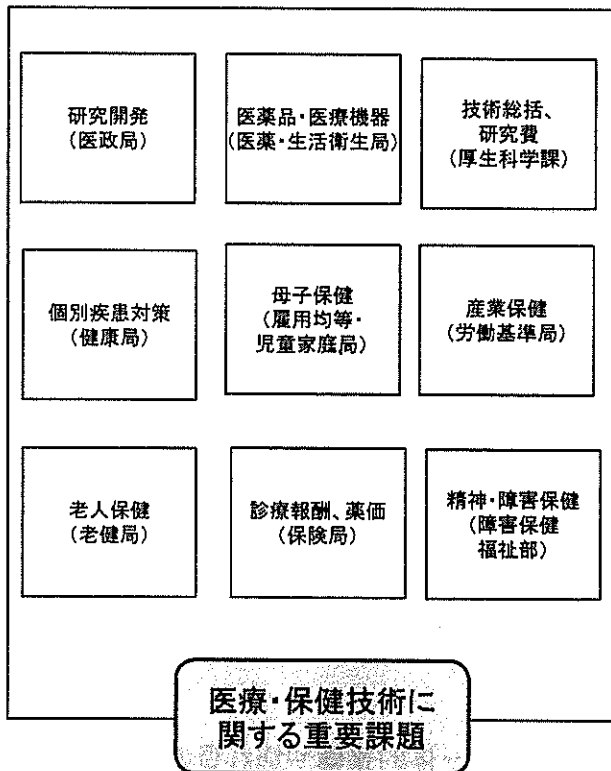 研究開発
(医政局)
医薬品・医療機器
(医薬・生活衛生局)
技術総括、
研究費
(厚生科学課)
個別疾患対策
(健康局)
母子保健
(雇用均等・
児童家庭局)
産業保健
(労働基準局)
老人保健
(老健局)
診療報酬、薬価
(保険局)
精神・障害保健
(障害保健
福祉部)
医療・保健技術に
関する重要課題